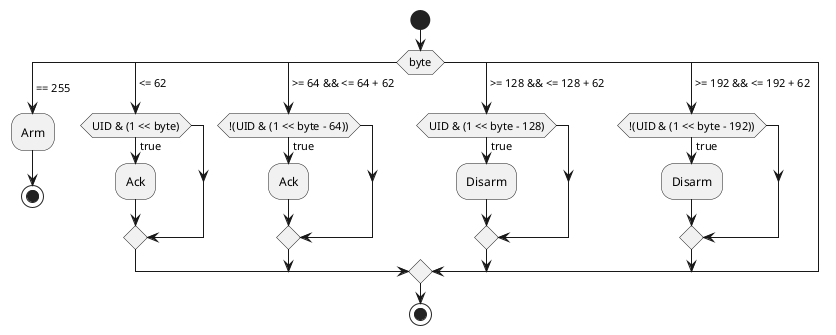 byte
== 255
<= 62
>= 64 && <= 64 + 62
>= 128 && <= 128 + 62
>= 192 && <= 192 + 62
Arm
UID & (1 << byte)
!(UID & (1 << byte - 64))
UID & (1 << byte - 128)
!(UID & (1 << byte - 192))
true
true
true
true
Ack
Ack
Disarm
Disarm